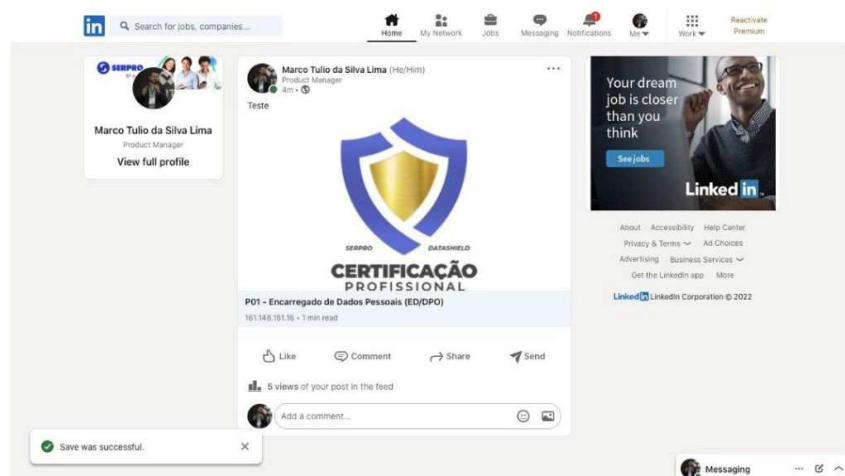 in
Search for jobs, companies...
Home
My Network
Jobs
Messaging
Notifications
Me
Work
Reactivate
Premium
SERPRO
Marco Tulio da Silva Lima
Product Manager
View full profile
Marco Tulio da Silva Lima (He/Him)
Product Manager
4m •
Teste
SERPRO DATASHIELD
CERTIFICAÇÃO
PROFISSIONAL
P01 - Encarregado de Dados Pessoais (ED/DPO)
161.148.151.16 • 1 min read
Like
Comment
Share
Send
5 views of your post in the feed
Add a comment...
Your dream
job is closer
than you
think
See jobs
Linked in
About Accessibility Help Center
Privacy & Terms Ad Choices
Advertising Business Services
Get the LinkedIn app More
Linked in LinkedIn Corporation © 2022
Save was successful.
Messaging